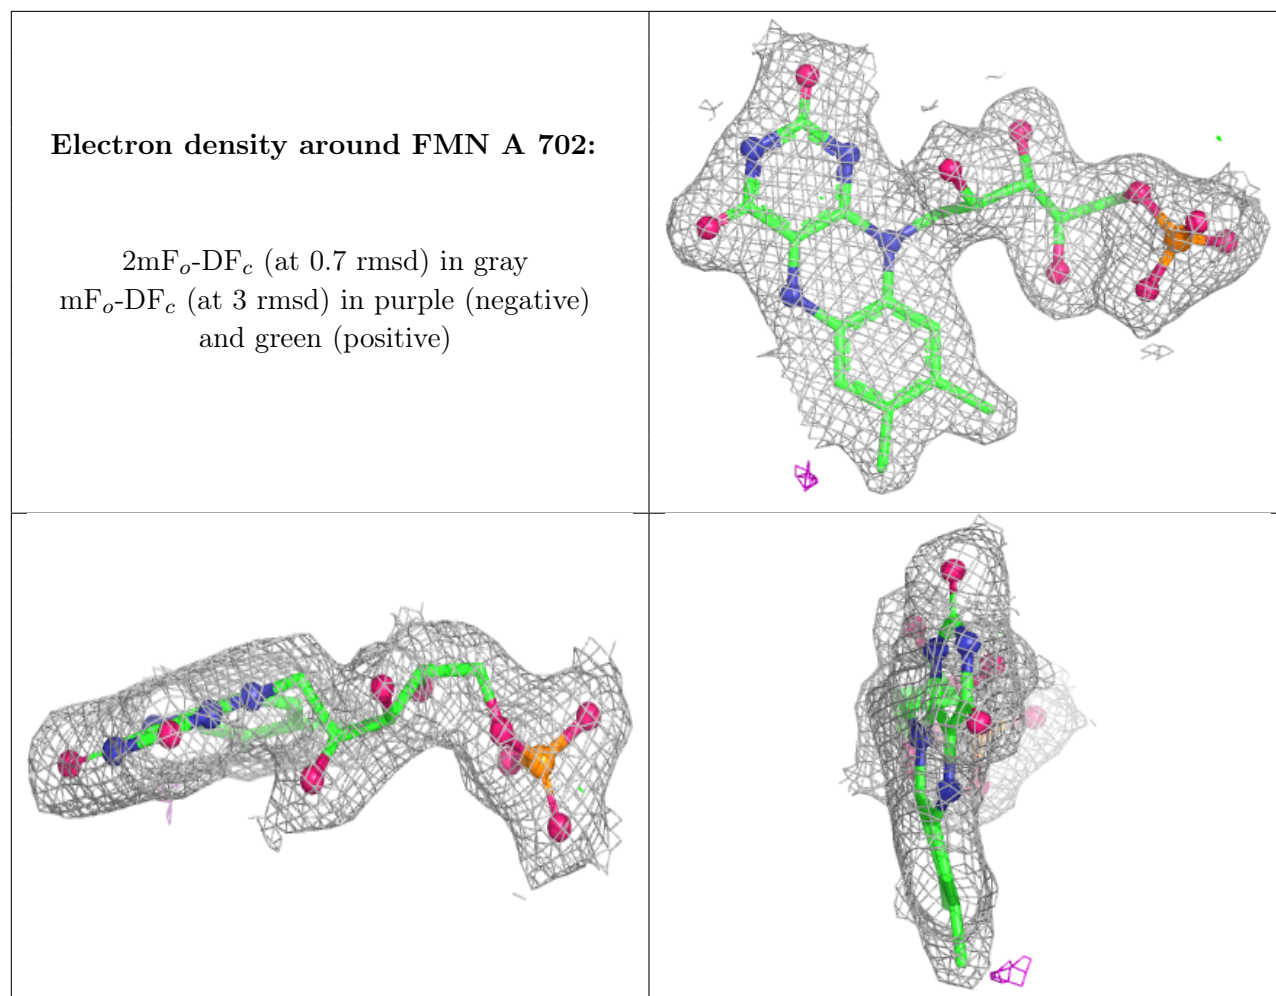 Electron density around FMN A 702:
2mFo-DFc (at 0.7 rmsd) in gray
mFo-DFc (at 3 rmsd) in purple (negative)
and green (positive)